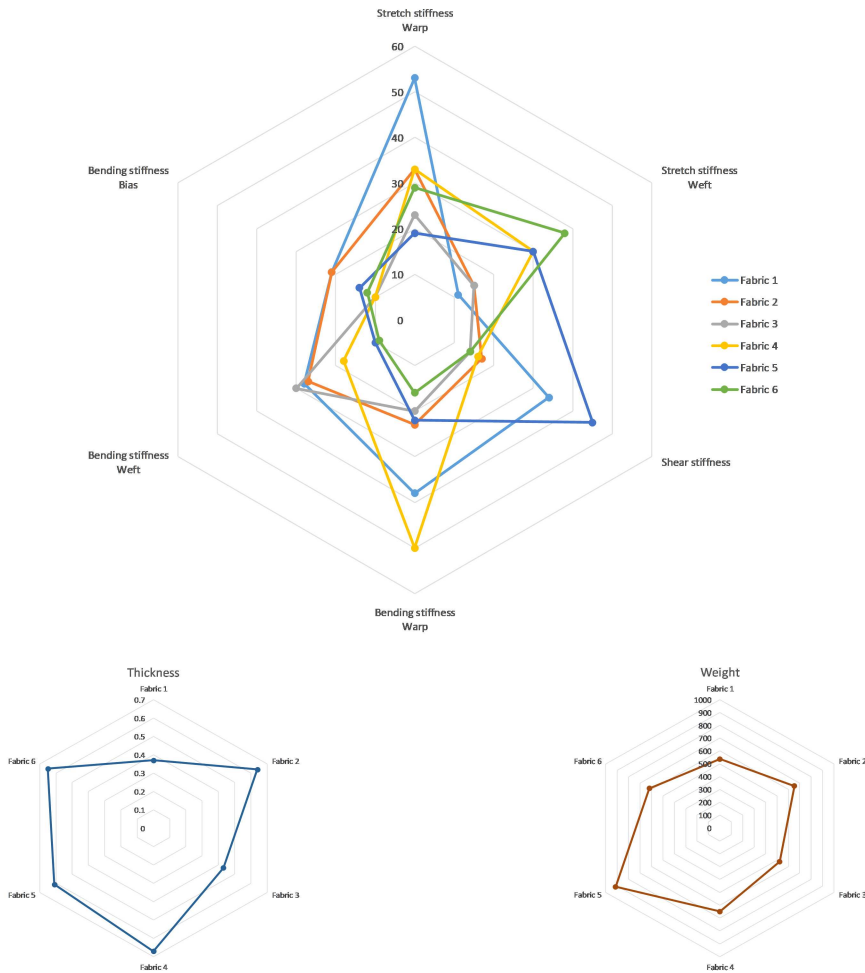 Stretch stiffness
Warp
60
50
40
30
20
10
0
Bending stiffness
Bias
Stretch stiffness
Weft
Fabric 1
Fabric 2
Fabric 3
Fabric 4
Fabric 5
Fabric 6
Bending stiffness
Weft
Shear stiffness
Bending stiffness
Warp
Thickness
Fabric 1
0.7
0.6
0.5
0.4
0.3
0.2
0.1
0
Fabric 6
Fabric 2
Fabric 5
Fabric 3
Fabric 4
Weight
Fabric 1
1000
900
800
700
600
500
400
300
200
100
0
Fabric 6
Fabric 2
Fabric 5
Fabric 3
Fabric 4